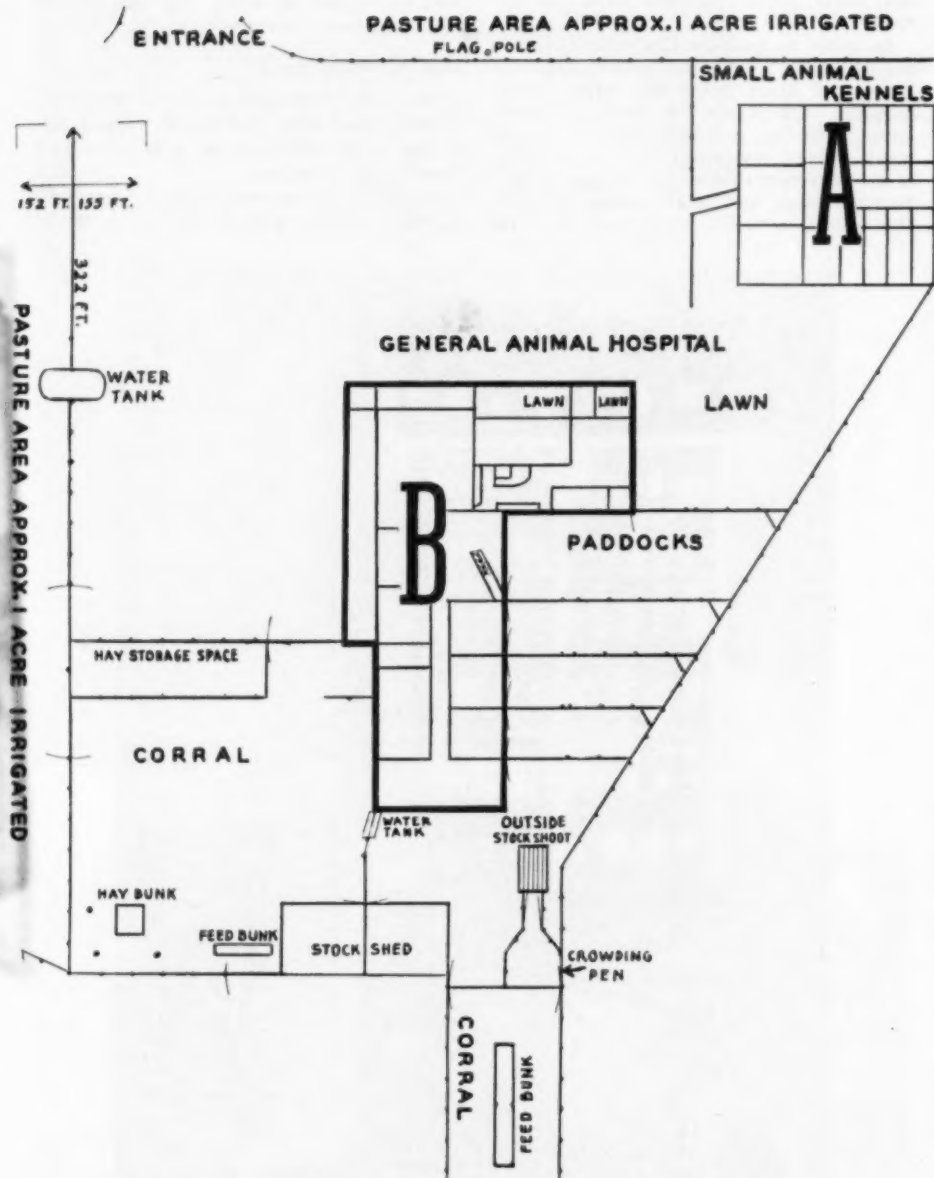 ENTRANCE
PASTURE AREA APPROX. 1 ACRE IRRIGATED
FLAG POLE
SMALL ANIMAL
KENNELS
A
152 FT. 155 FT.
322 FT.
PASTURE AREA APPROX. 1 ACRE IRRIGATED
WATER
TANK
GENERAL ANIMAL HOSPITAL
LAWN
LAWN
LAWN
B
PADDOCKS
HAY STORAGE SPACE
CORRAL
WATER
TANK
OUTSIDE
STOCK SHOOT
HAY BUNK
FEED BUNK
STOCK SHED
CROWDING
PEN
CORRAL
FEED BUNK